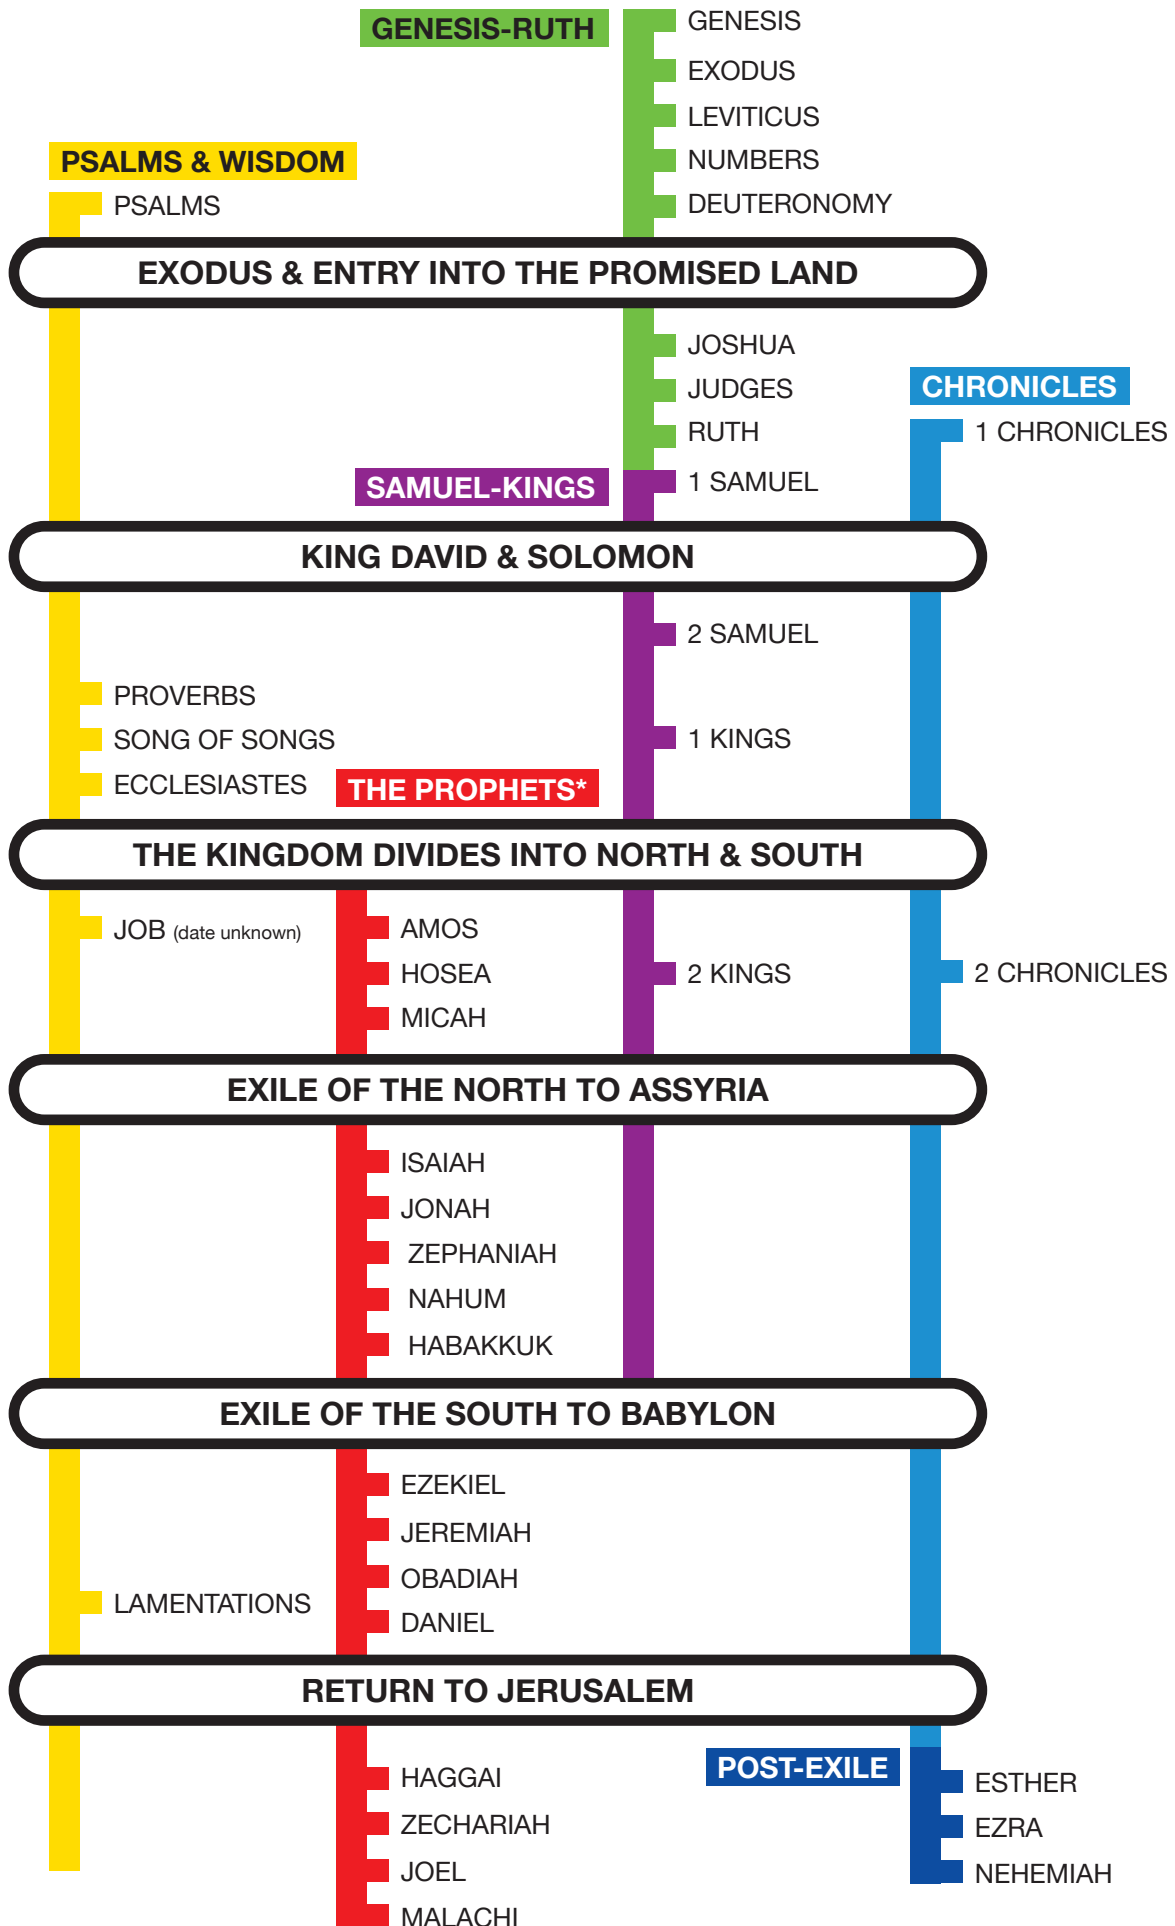 GENESIS-RUTH
GENESIS
EXODUS
LEVITICUS
NUMBERS
DEUTERONOMY
PSALMS & WISDOM
PSALMS
EXODUS & ENTRY INTO THE PROMISED LAND
JOSHUA
JUDGES
RUTH
CHRONICLES
1 CHRONICLES
SAMUEL-KINGS
1 SAMUEL
KING DAVID & SOLOMON
2 SAMUEL
PROVERBS
SONG OF SONGS
ECCLESIASTES
1 KINGS
THE PROPHETS*
THE KINGDOM DIVIDES INTO NORTH & SOUTH
JOB (date unknown)
AMOS
HOSEA
MICAH
2 KINGS
2 CHRONICLES
EXILE OF THE NORTH TO ASSYRIA
ISAIAH
JONAH
ZEPHANIAH
NAHUM
HABAKKUK
EXILE OF THE SOUTH TO BABYLON
EZEKIEL
JEREMIAH
OBADIAH
DANIEL
LAMENTATIONS
RETURN TO JERUSALEM
HAGGAI
ZECHARIAH
JOEL
MALACHI
POST-EXILE
ESTHER
EZRA
NEHEMIAH